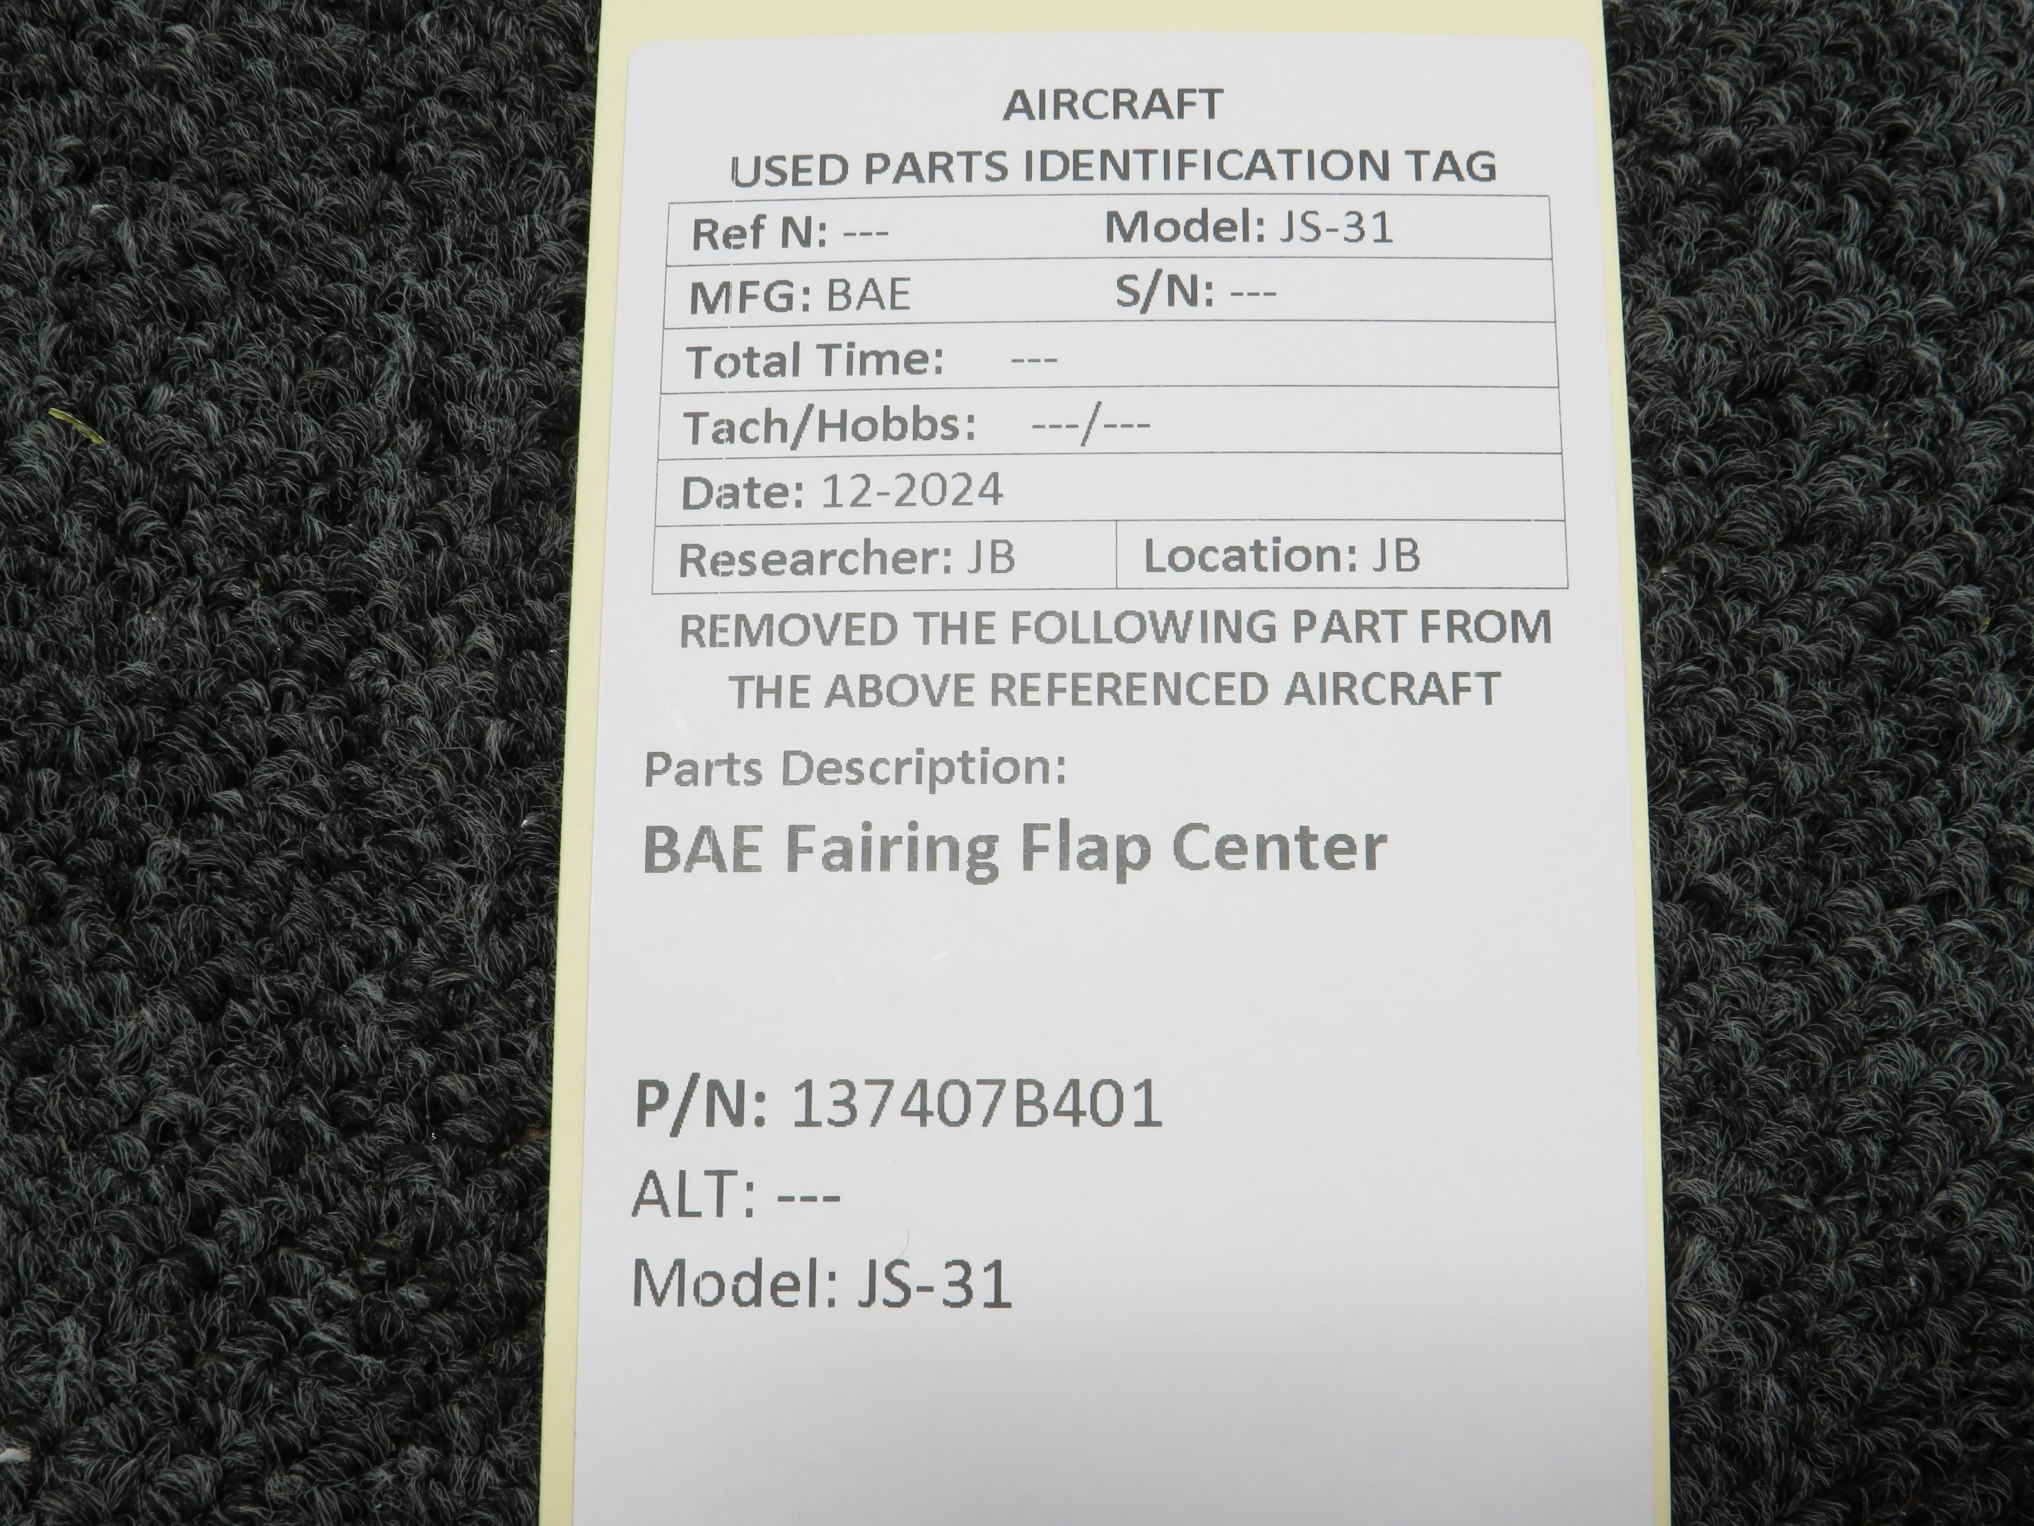 AIRCRAFT
USED PARTS IDENTIFICATION TAG
Ref N: --- Model: JS-31
MFG: BAE S/N: ---
Total Time: ---
Tach/Hobbs: ---/---
Date: 12-2024
Researcher: JB Location: JB
REMOVED THE FOLLOWING PART FROM
THE ABOVE REFERENCED AIRCRAFT
Parts Description:
BAE Fairing Flap Center
P/N: 137407B401
ALT: ---
Model: JS-31